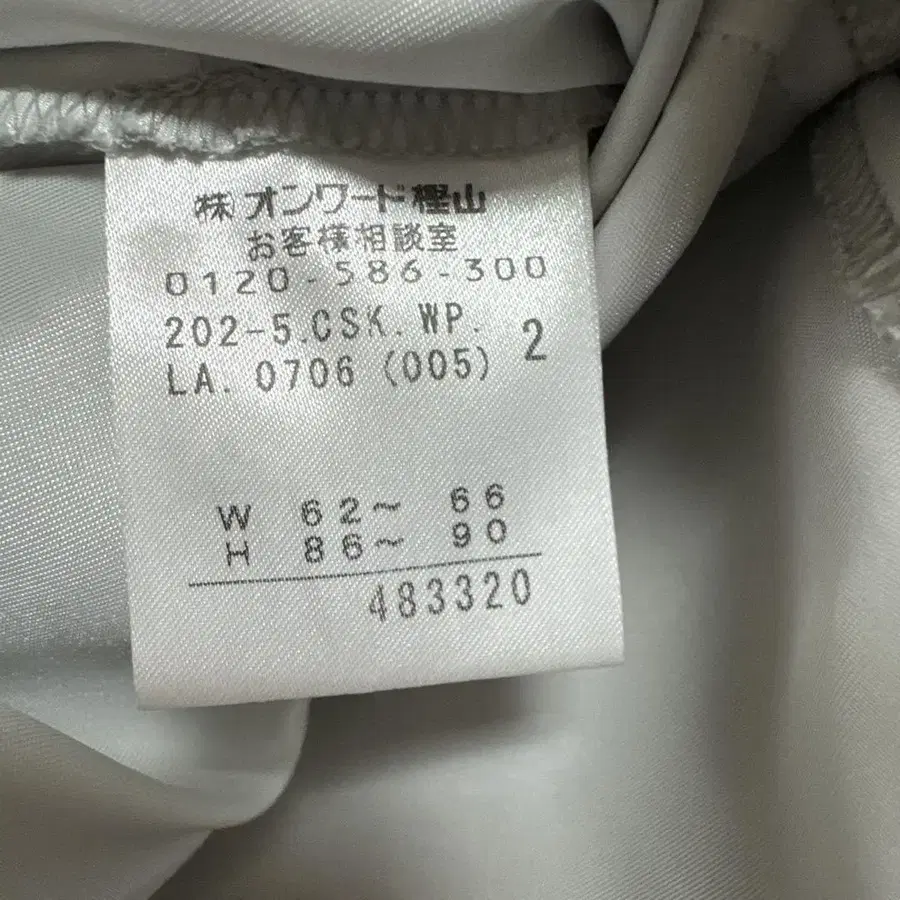 ㈱オンワード樫山
お客様相談室
0120-586-300
202-5.CSK.WP. 2
LA. 0706 (005)
W 62~ 66
H 86~ 90
483320